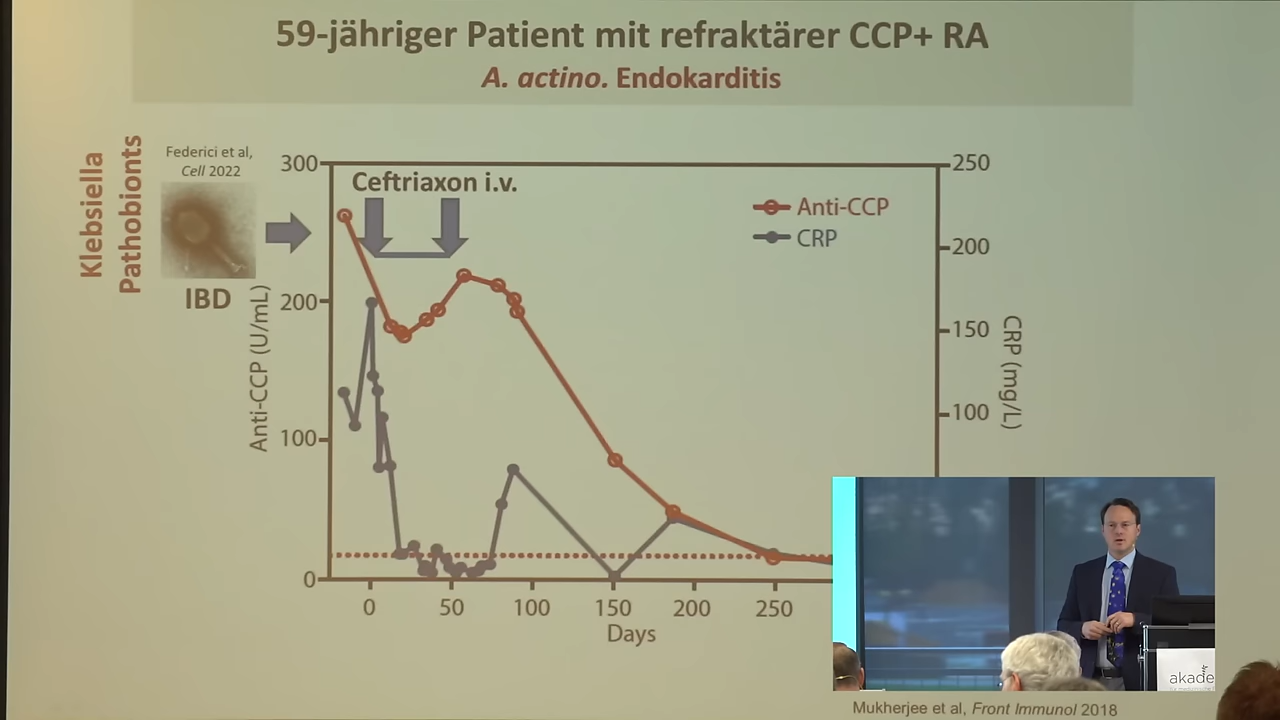 59-jähriger Patient mit refraktärer CCP+ RA
A. actino. Endokarditis
Klebsiella
Pathobionts
Federici et al,
Cell 2022
IBD
Ceftriaxon i.v.
Anti-CCP
CRP
Anti-CCP (U/mL)
300
200
100
0
CRP (mg/L)
250
200
150
100
0
50
100
150
200
250
Days
akade
Mukherjee et al, Front Immunol 2018